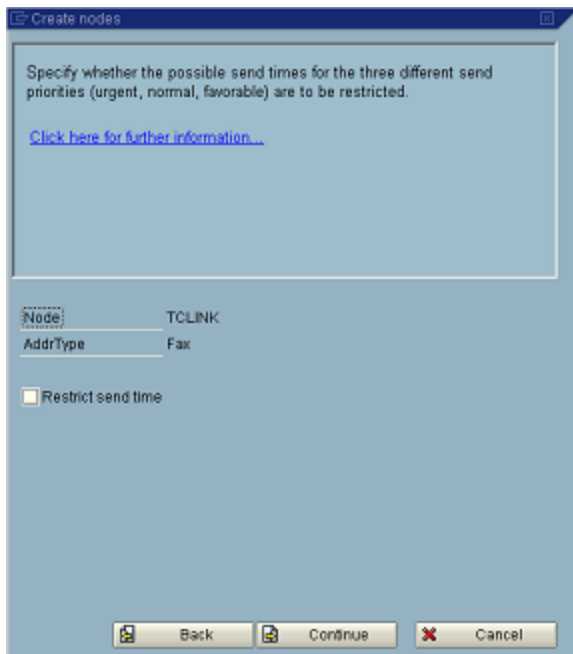 Create nodes
Specify whether the possible send times for the three different send
priorities (urgent, normal, favorable) are to be restricted.
Click here for further information...
Node TCLINK
AddrType Fax
Restrict send time
Back Continue Cancel